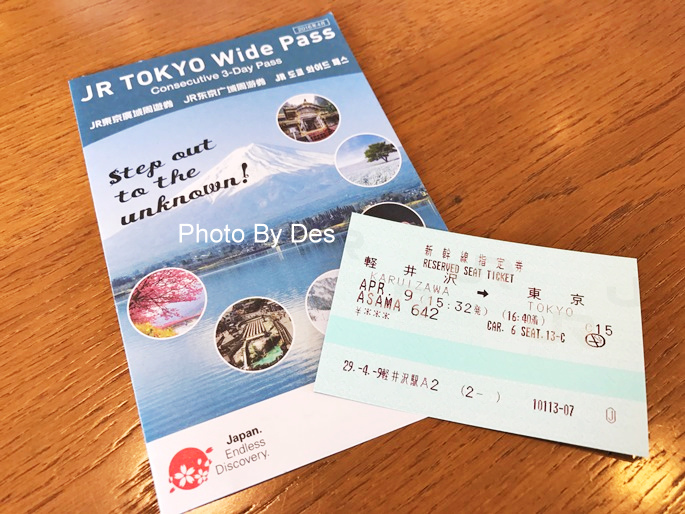 JR TOKYO Wide Pass
Consecutive 3-Day Pass
JR東京廣域周遊券 JR东京广域周游券 JR 도쿄 와이드 패스
Step out
to the
unknown!
Photo By Des
Japan.
Endless
Discovery.
新幹線指定券
RESERVED SEAT TICKET
軽井沢 ➡ 東京
KARUIZAWA TOKYO
APR. 9 (15:32発) (16:40着) C15
ASAMA 642 CAR. 6 SEAT. 13-C
¥****
29.-4.-9軽井沢駅A2 (2- ) 10113-07